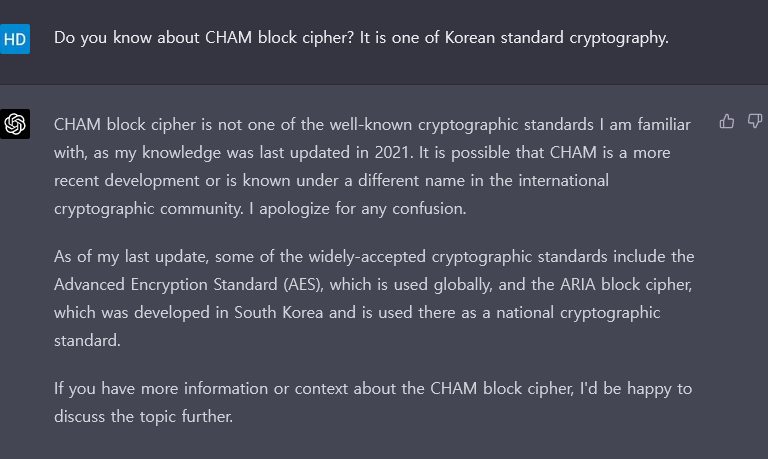 HD
Do you know about CHAM block cipher? It is one of Korean standard cryptography.
CHAM block cipher is not one of the well-known cryptographic standards I am familiar
with, as my knowledge was last updated in 2021. It is possible that CHAM is a more
recent development or is known under a different name in the international
cryptographic community. I apologize for any confusion.
As of my last update, some of the widely-accepted cryptographic standards include the
Advanced Encryption Standard (AES), which is used globally, and the ARIA block cipher,
which was developed in South Korea and is used there as a national cryptographic
standard.
If you have more information or context about the CHAM block cipher, I'd be happy to
discuss the topic further.